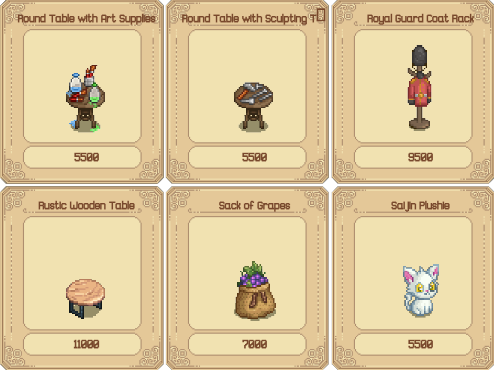 Round Table with Art Supplies
5500
Round Table with Sculpting T
5500
Royal Guard Coat Rack
9500
Rustic Wooden Table
11000
Sack of Grapes
7000
Saijin Plushie
5500